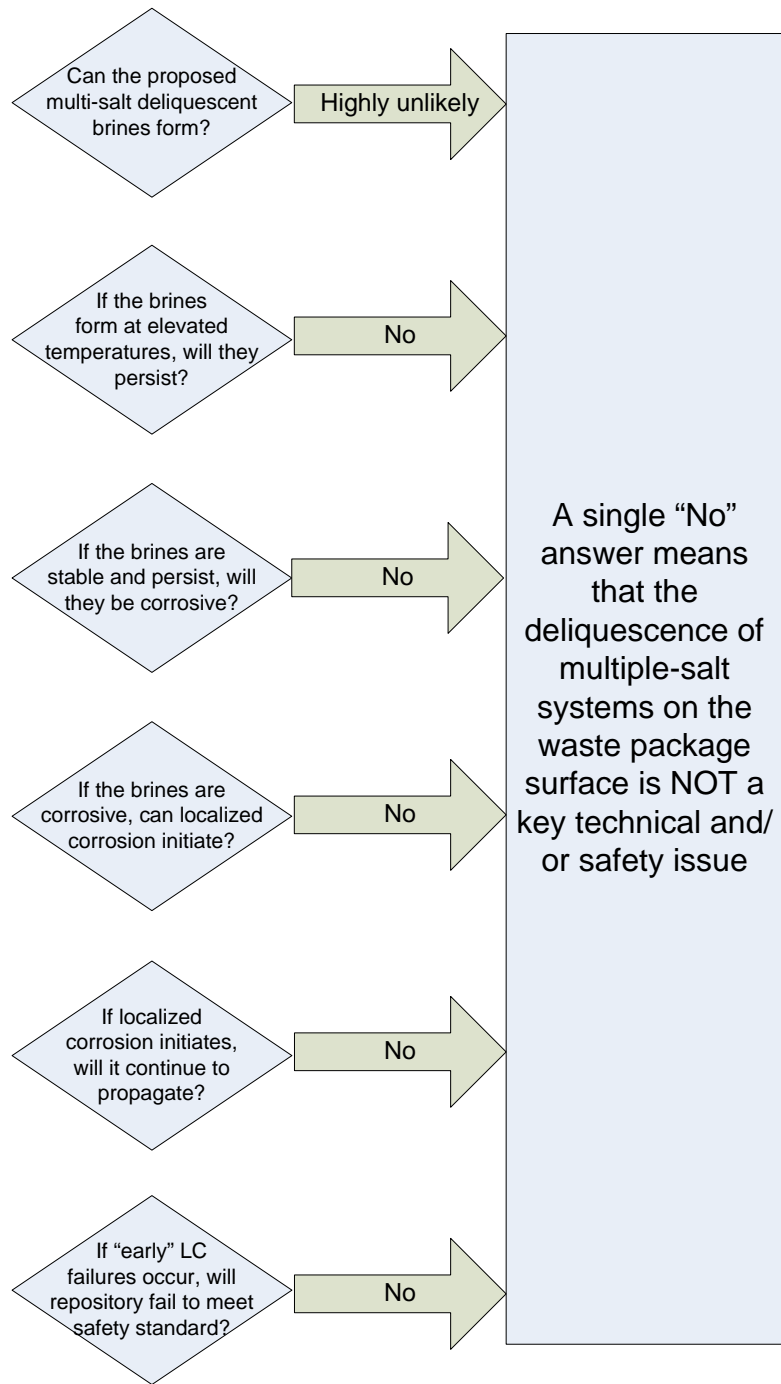 Can the proposed
multi-salt deliquescent
brines form?
Highly unlikely
If the brines
form at elevated
temperatures, will they
persist?
No
If the brines are
stable and persist, will
they be corrosive?
No
If the brines are
corrosive, can localized
corrosion initiate?
No
If localized
corrosion initiates,
will it continue to
propagate?
No
If “early” LC
failures occur, will
repository fail to meet
safety standard?
No
A single “No”
answer means
that the
deliquescence of
multiple-salt
systems on the
waste package
surface is NOT a
key technical and/
or safety issue